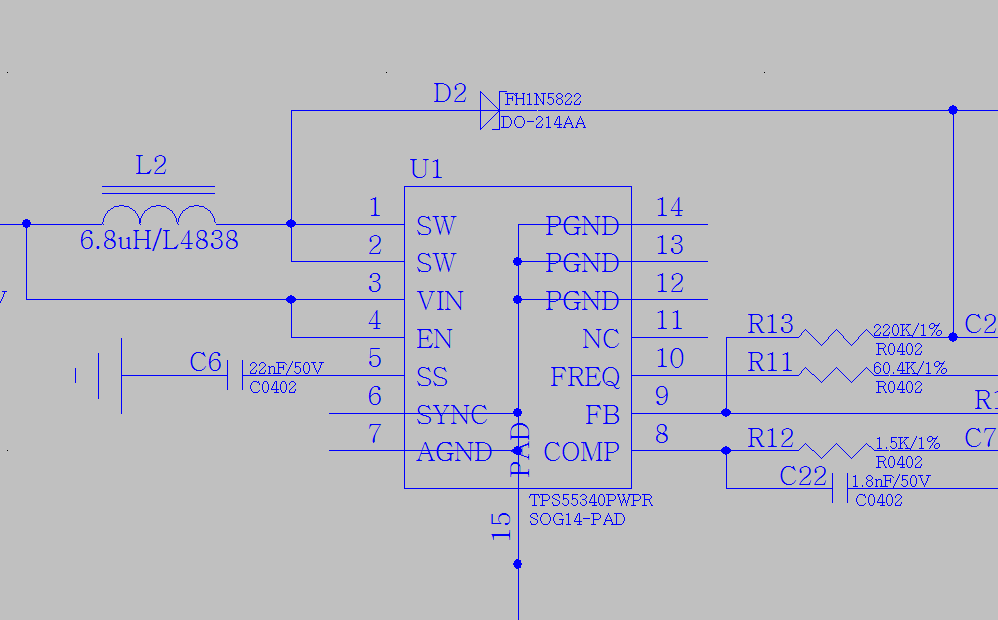 D2
FH1N5822
DO-214AA
L2
6.8uH/L4838
U1
1
SW
PGND
14
2
SW
PGND
13
3
VIN
PGND
12
4
EN
NC
11
R13
220K/1%
R0402
C2
C6
22nF/50V
C0402
5
SS
FREQ
10
R11
60.4K/1%
R0402
6
SYNC
FB
9
R1
7
AGND
PAD
COMP
8
R12
1.5K/1%
R0402
C7
C22
1.8nF/50V
C0402
TPS55340PWPR
SOG14-PAD
15